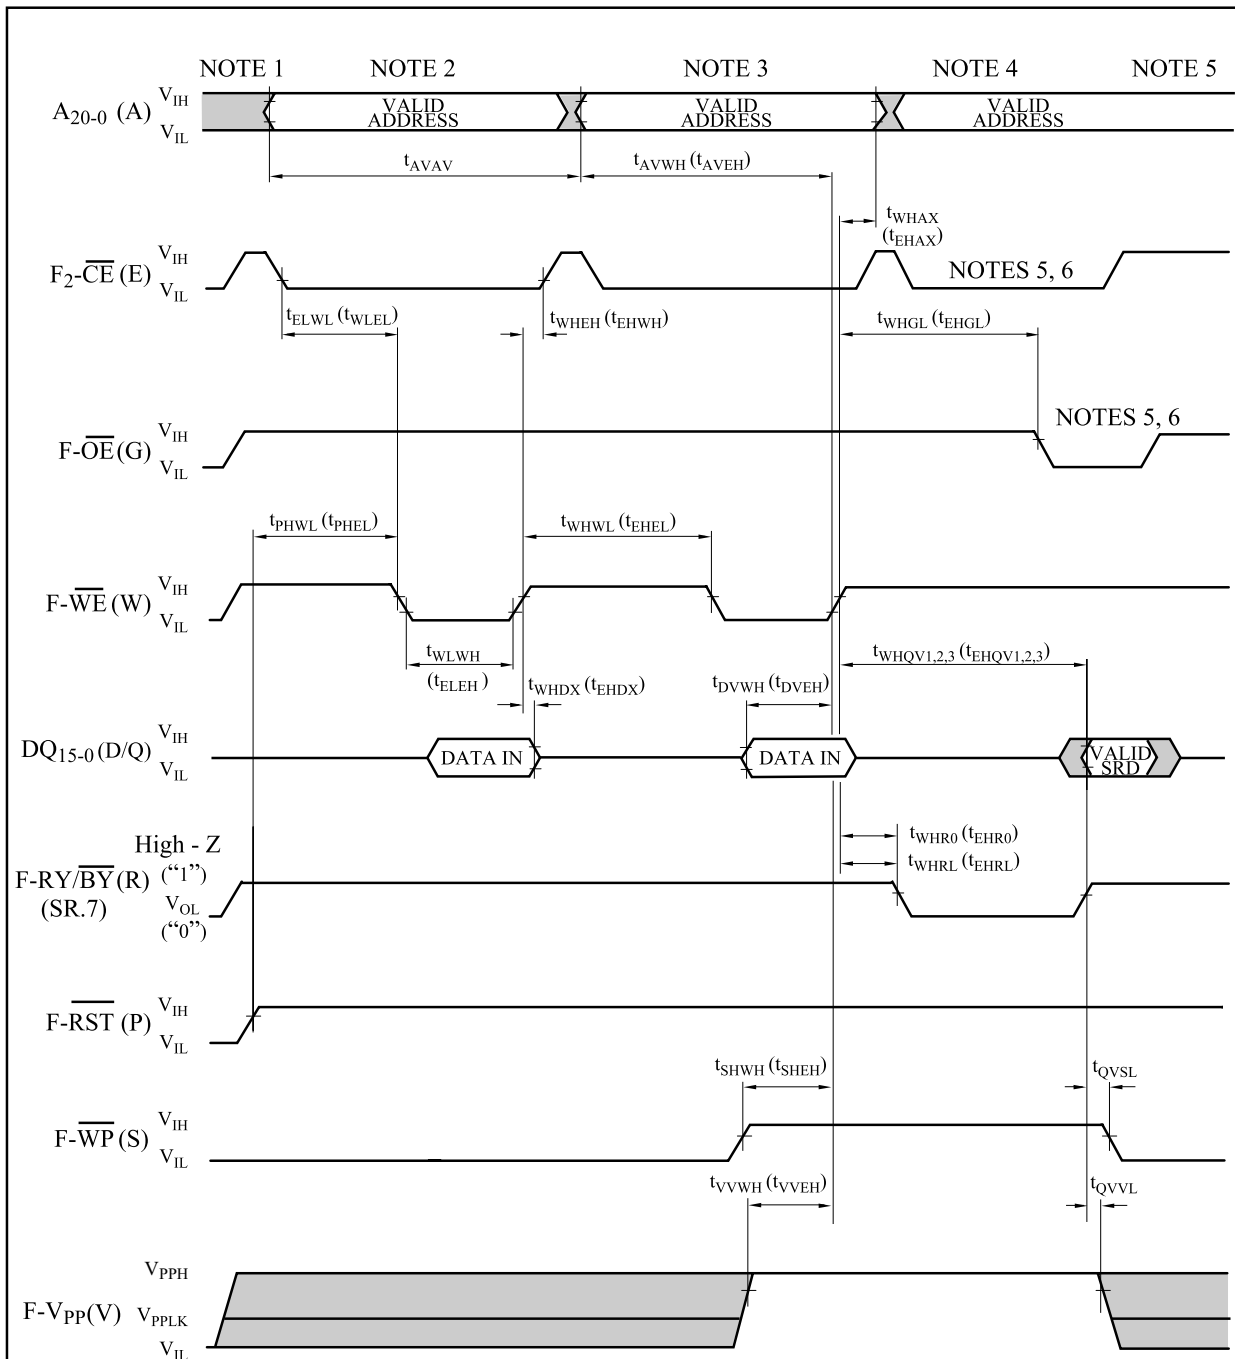 NOTE 1 NOTE 2 NOTE 3 NOTE 4 NOTE 5
A20-0 (A) VIH VIL
VALID ADDRESS VALID ADDRESS VALID ADDRESS
tAVAV tAVWH (tAVEH)
tWHAX
(tEHAX)
F2-CE (E) VIH VIL
NOTES 5, 6
tELWL (tWLEL) tWHEH (tEHWH) tWHGL (tEHGL)
F-OE (G) VIH VIL
NOTES 5, 6
tPHWL (tPHEL) tWHWL (tEHEL)
F-WE (W) VIH VIL
tWLWH
(tELEH)
tWHDX (tEHDX) tDVWH (tDVEH) tWHQV1,2,3 (tEHQV1,2,3)
DQ15-0 (D/Q) VIH VIL
DATA IN DATA IN VALID SRD
tWHR0 (tEHR0)
tWHRL (tEHRL)
High - Z
(“1”)
F-RY/BY (R)
(SR.7)
VOL
(“0”)
F-RST (P) VIH VIL
tSHWH (tSHEH) tQVSL
F-WP (S) VIH VIL
tVVWH (tVVEH) tQVVL
F-VPP (V) VPPH VPPLK VIL